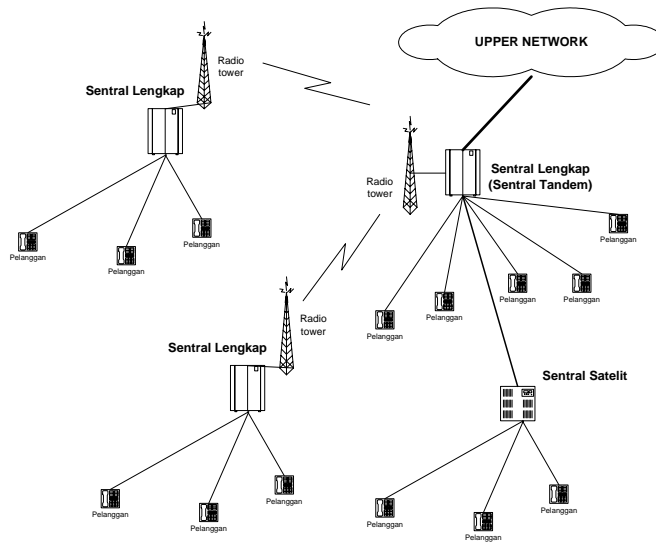 UPPER NETWORK
Radio
tower
Sentral Lengkap
Radio
tower
Sentral Lengkap
(Sentral Tandem)
Pelanggan
Pelanggan
Pelanggan
Pelanggan
Pelanggan
Pelanggan
Pelanggan
Pelanggan
Radio
tower
Sentral Lengkap
Sentral Satelit
Pelanggan
Pelanggan
Pelanggan
Pelanggan
Pelanggan
Pelanggan